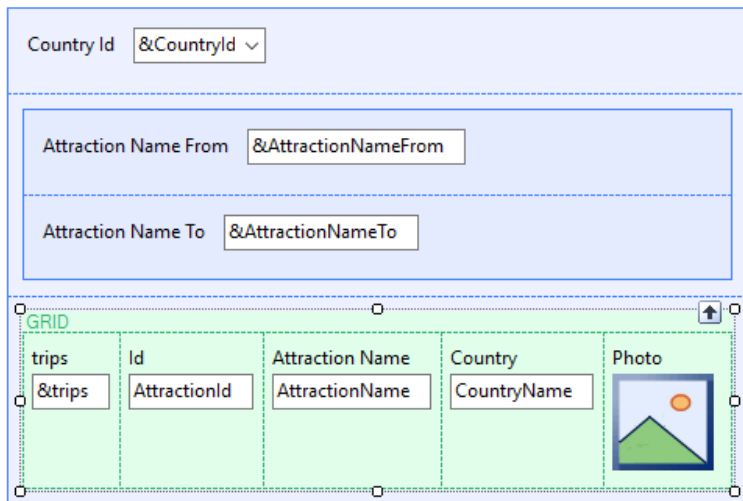 Country Id &CountryId
Attraction Name From &AttractionNameFrom
Attraction Name To &AttractionNameTo
GRID
trips Id Attraction Name Country Photo
&trips AttractionId AttractionName CountryName